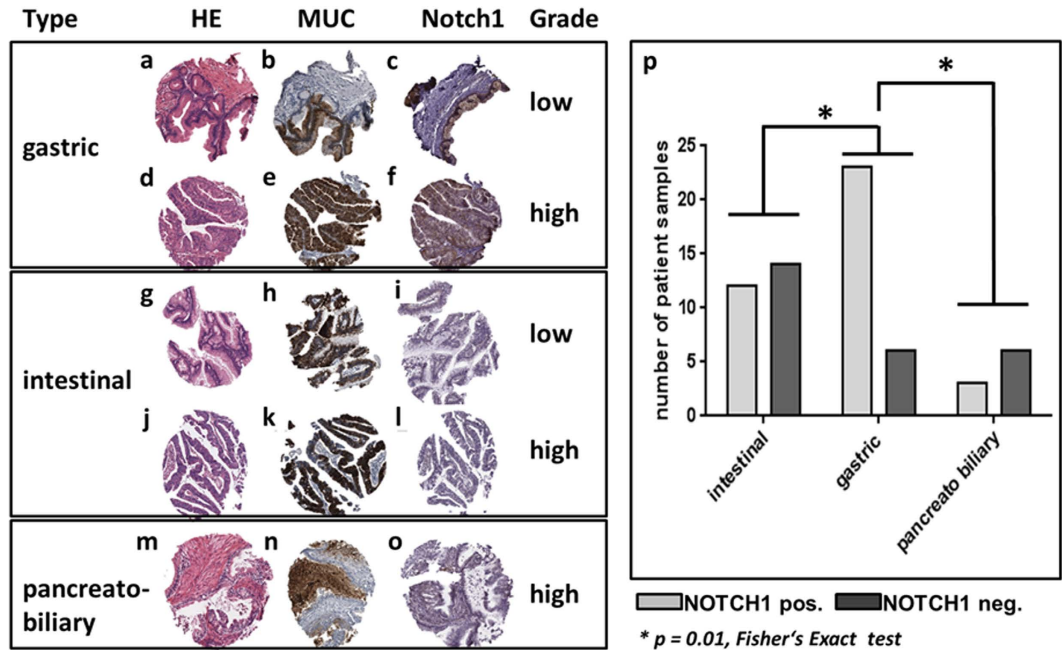 Type HE MUC Notch1 Grade
a b c
low
gastric
d e f
high
g h i
low
intestinal
j k l
high
m n o
pancreato-
biliary
high
p
*
*
number of patient samples
25
20
15
10
5
0
intestinal
gastric
pancreato biliary
NOTCH1 pos. NOTCH1 neg.
* p = 0.01, Fisher's Exact test